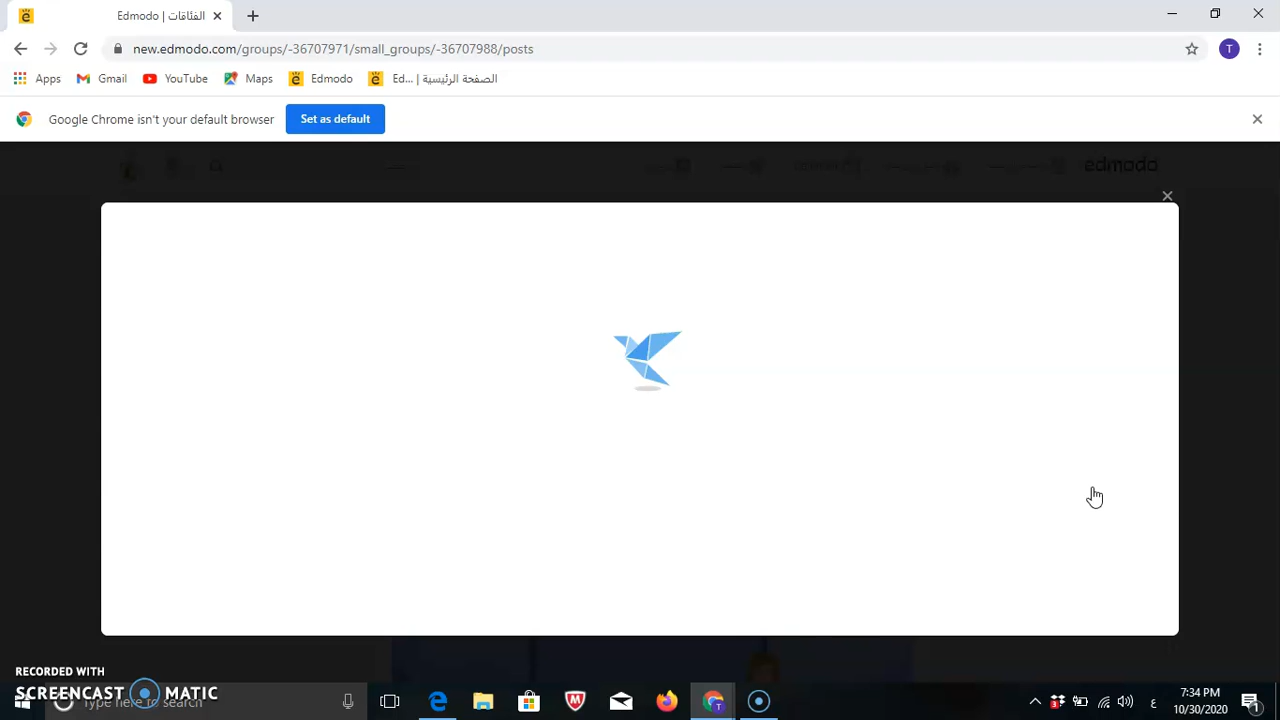 Edmodo | الفئاقات
new.edmodo.com/groups/-36707971/small_groups/-36707988/posts
T
Apps Gmail YouTube Maps Edmodo Ed... | الصفحة الرئيسية
Google Chrome isn't your default browser Set as default
edmodo
RECORDED WITH
SCREENCAST MATIC
Type here to search
ع
7:34 PM
10/30/2020
1